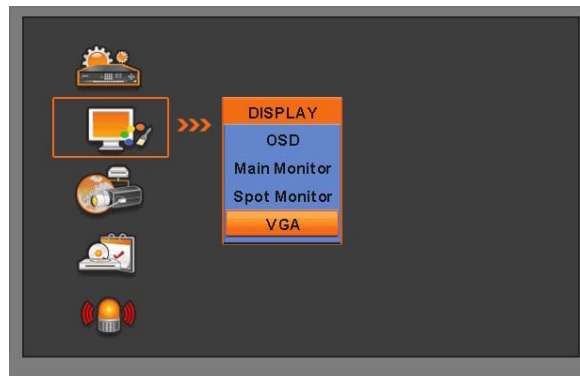 DISPLAY
OSD
Main Monitor
Spot Monitor
VGA